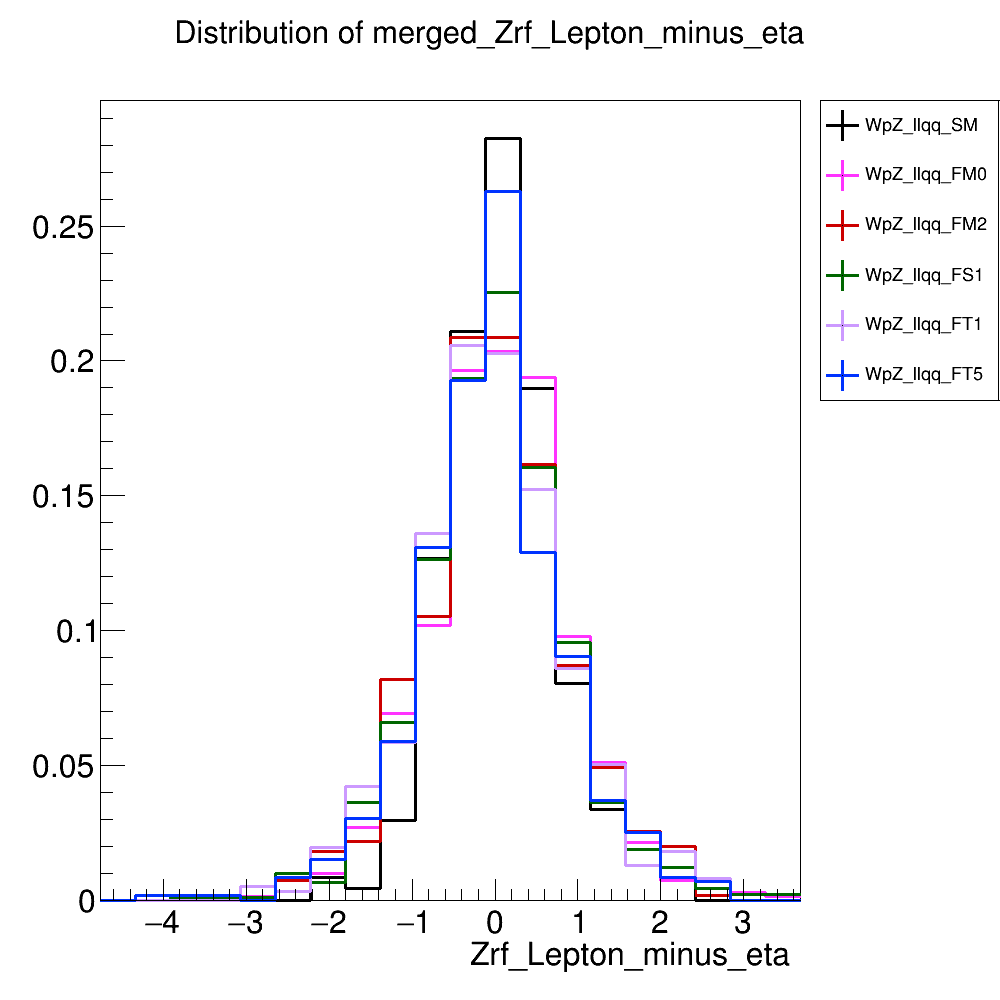 Distribution of merged_Zrf_Lepton_minus_eta
WpZ_llqq_SM
WpZ_llqq_FM0
WpZ_llqq_FM2
WpZ_llqq_FS1
WpZ_llqq_FT1
WpZ_llqq_FT5
0.25
0.2
0.15
0.1
0.05
0
−4 −3 −2 −1 0 1 2 3
Zrf_Lepton_minus_eta